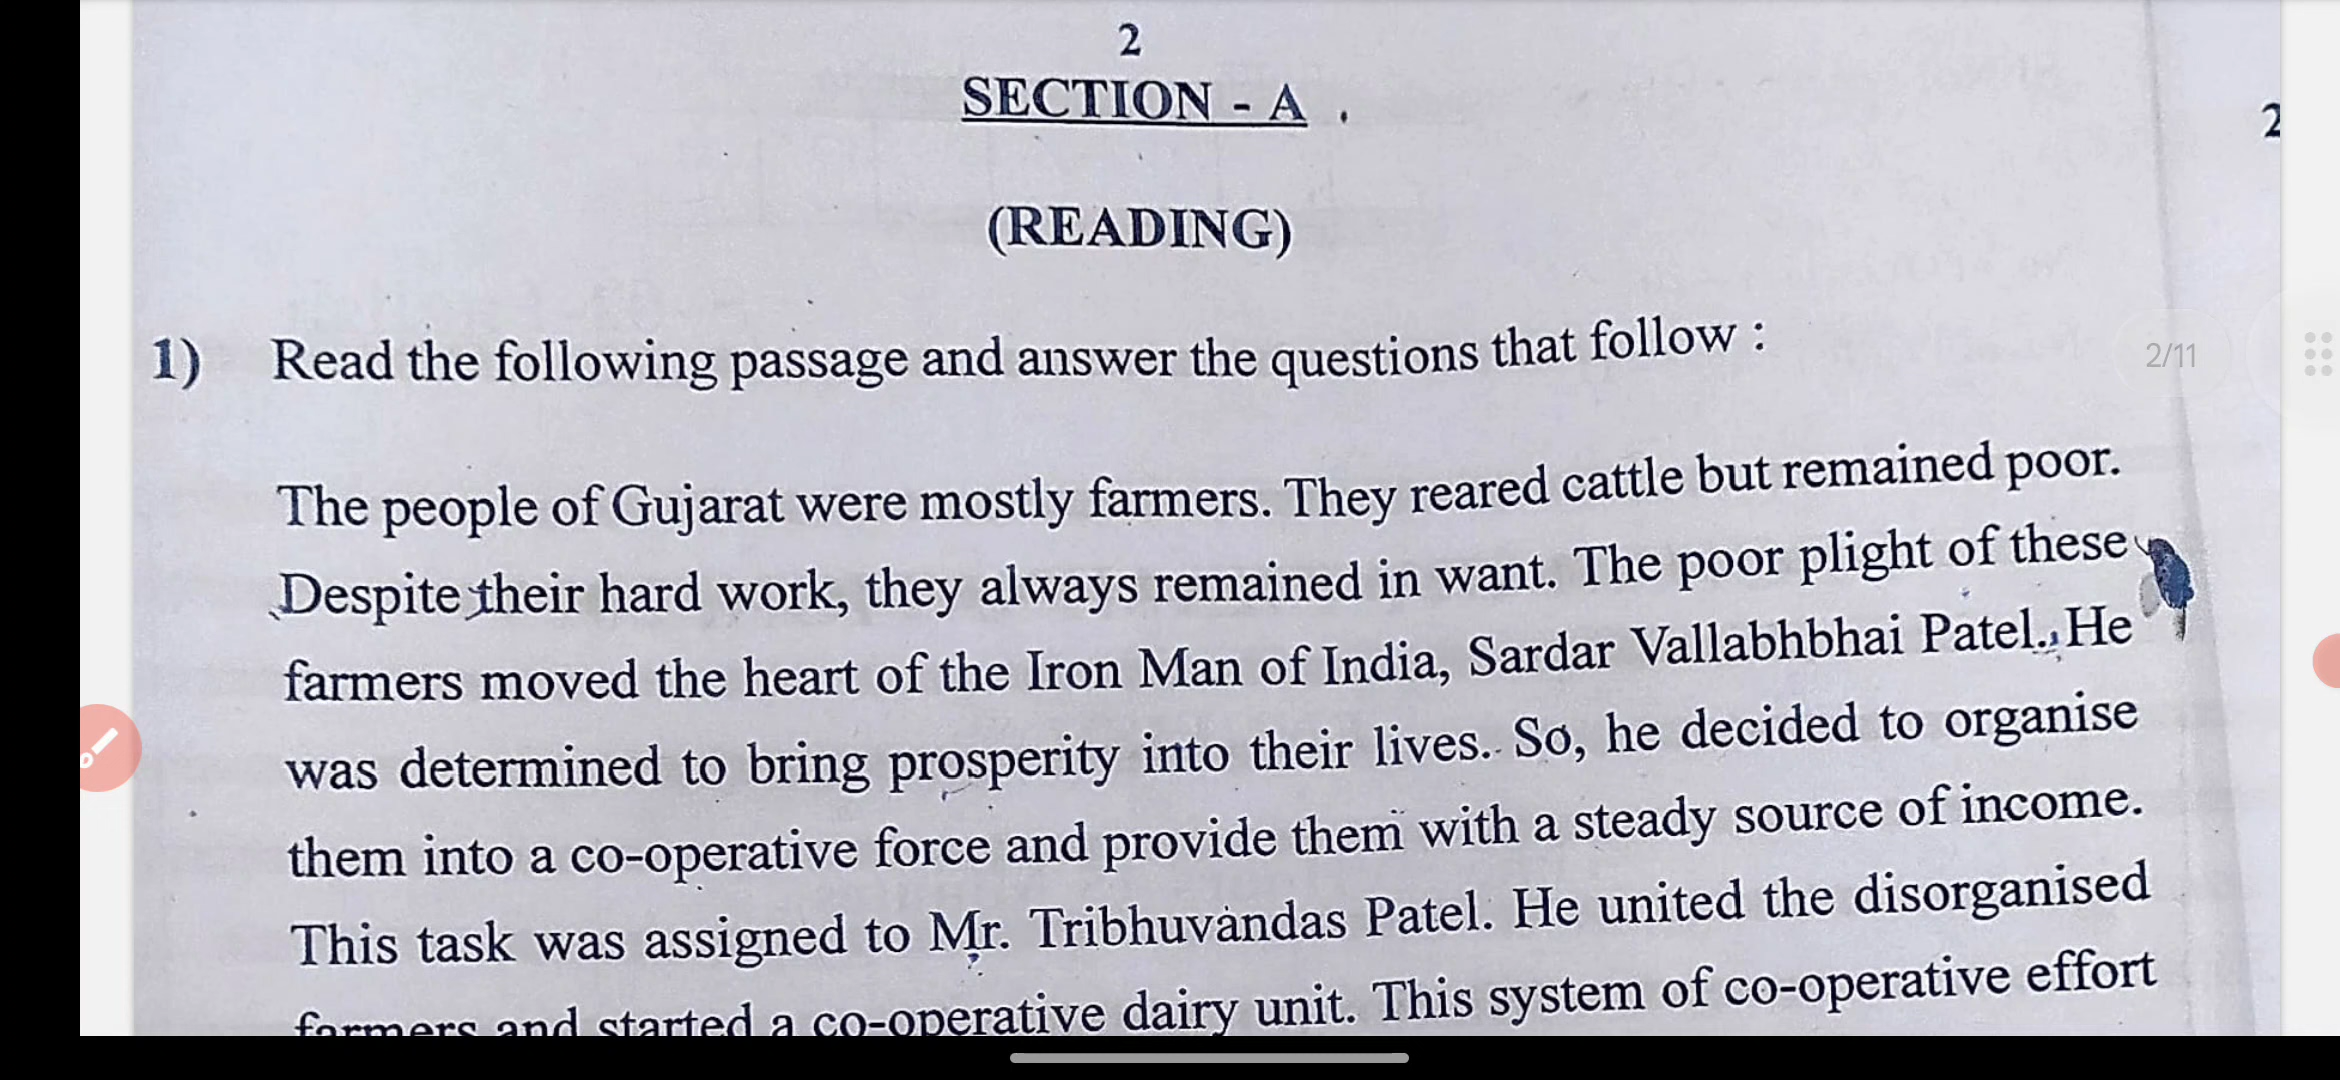 2
SECTION - A
2
(READING)
1) Read the following passage and answer the questions that follow :
2/11
The people of Gujarat were mostly farmers. They reared cattle but remained poor.
Despite their hard work, they always remained in want. The poor plight of these
farmers moved the heart of the Iron Man of India, Sardar Vallabhbhai Patel. He
was determined to bring prosperity into their lives. So, he decided to organise
them into a co-operative force and provide them with a steady source of income.
This task was assigned to Mr. Tribhuvandas Patel. He united the disorganised
farmers and started a co-operative dairy unit. This system of co-operative effort